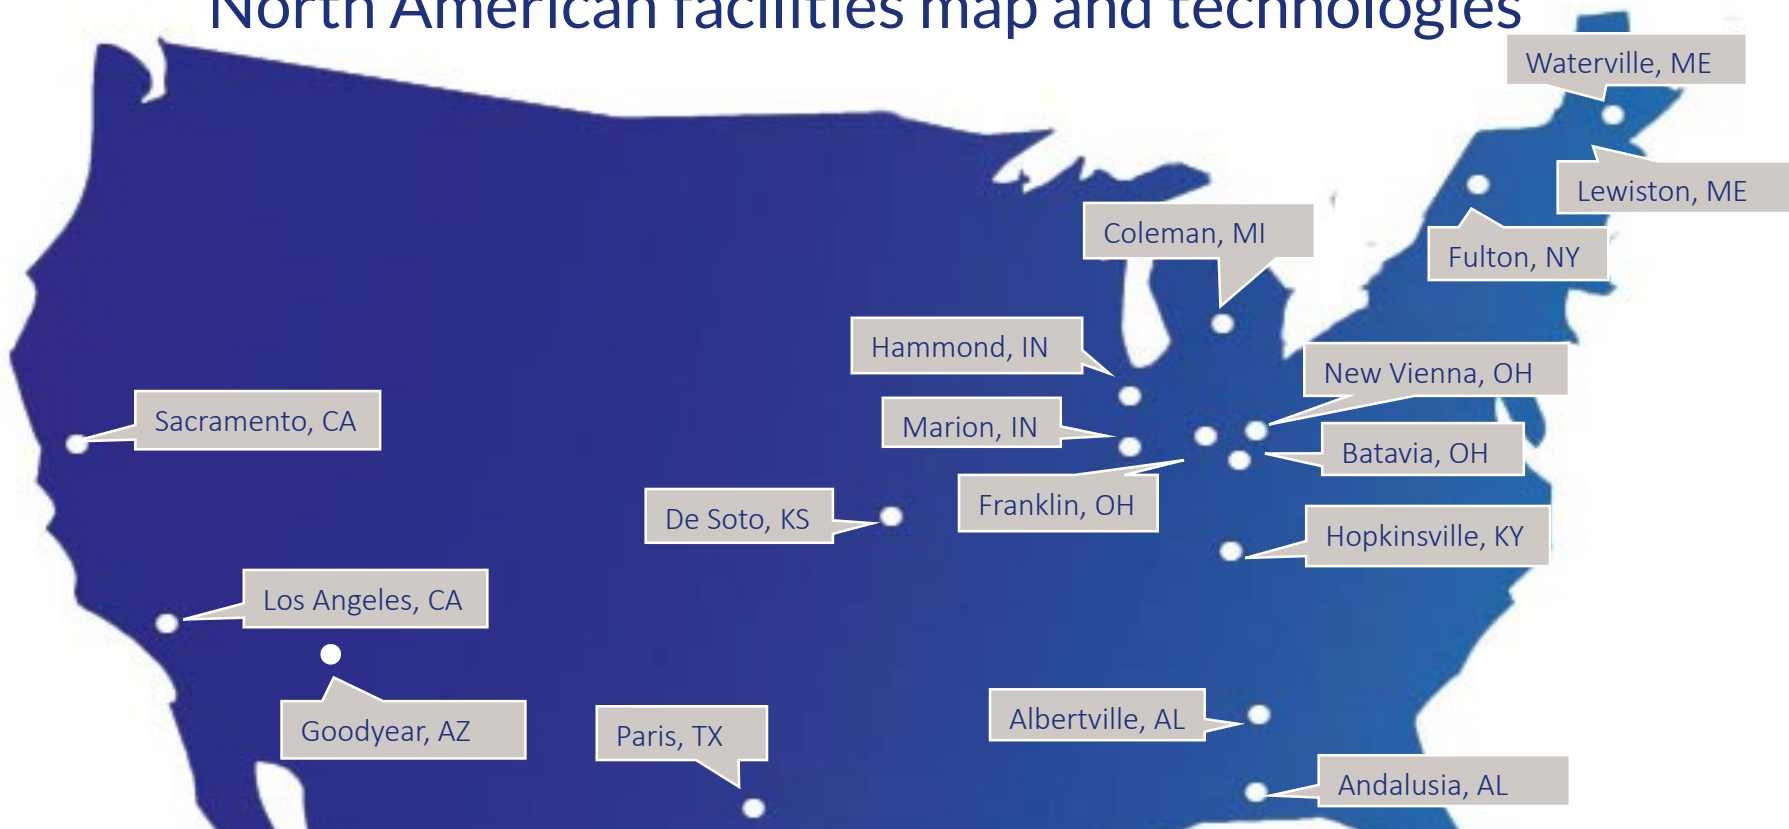 North American facilities map and technologies
Waterville, ME
Lewiston, ME
Coleman, MI
Fulton, NY
Hammond, IN
New Vienna, OH
Sacramento, CA
Marion, IN
Batavia, OH
Franklin, OH
De Soto, KS
Hopkinsville, KY
Los Angeles, CA
Goodyear, AZ
Paris, TX
Albertville, AL
Andalusia, AL